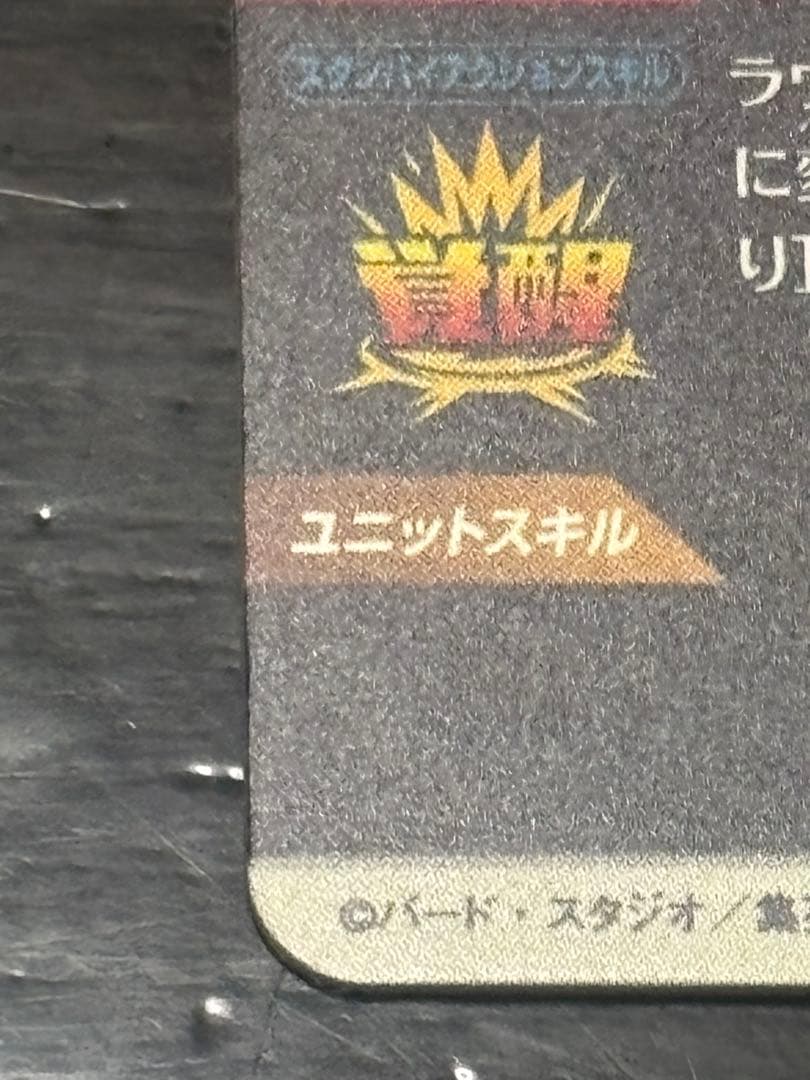 スタンバイアクションスキル
ラ
に
り
覚醒
ユニットスキル
©バード・スタジオ／集